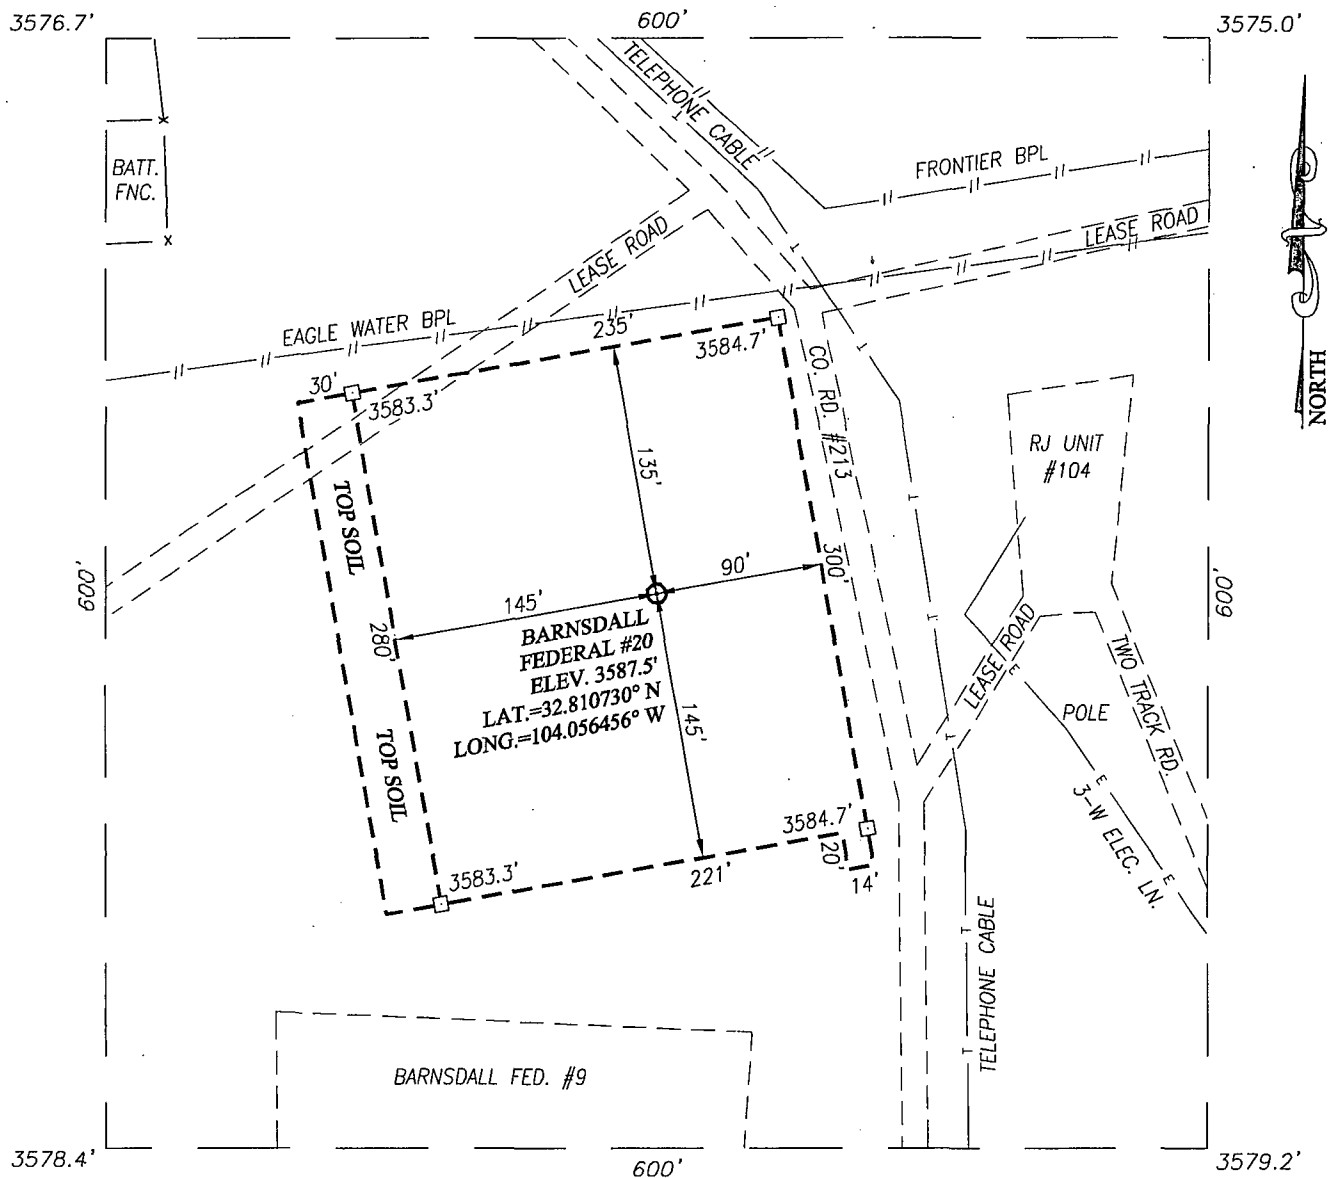 3576.7'
600'
3575.0'
TELEPHONE CABLE
BATT.
FNC.
FRONTIER BPL
LEASE ROAD
LEASE ROAD
EAGLE WATER BPL
235'
3584.7'
30'
3583.3'
CO. RD. #213
NORTH
RJ UNIT
#104
135'
TOP SOIL
300'
90'
600'
600'
145'
280'
BARNSDALL
FEDERAL #20
ELEV. 3587.5'
LAT.=32.810730° N
LONG.=104.056456° W
145'
LEASE ROAD
E
TWO TRACK RD.
POLE
TOP SOIL
E
3-W ELEC. LN.
E
3584.7'
20'
14'
3583.3'
221'
TELEPHONE CABLE
BARNSDALL FED. #9
3578.4'
600'
3579.2'